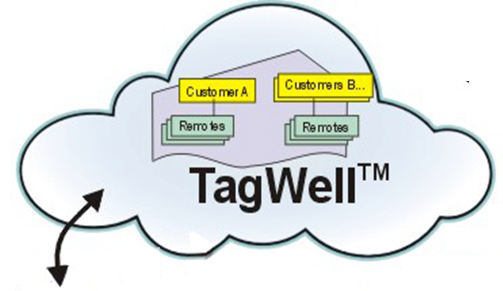 Customer A
Customers B...
Remotes
Remotes
TagWell™